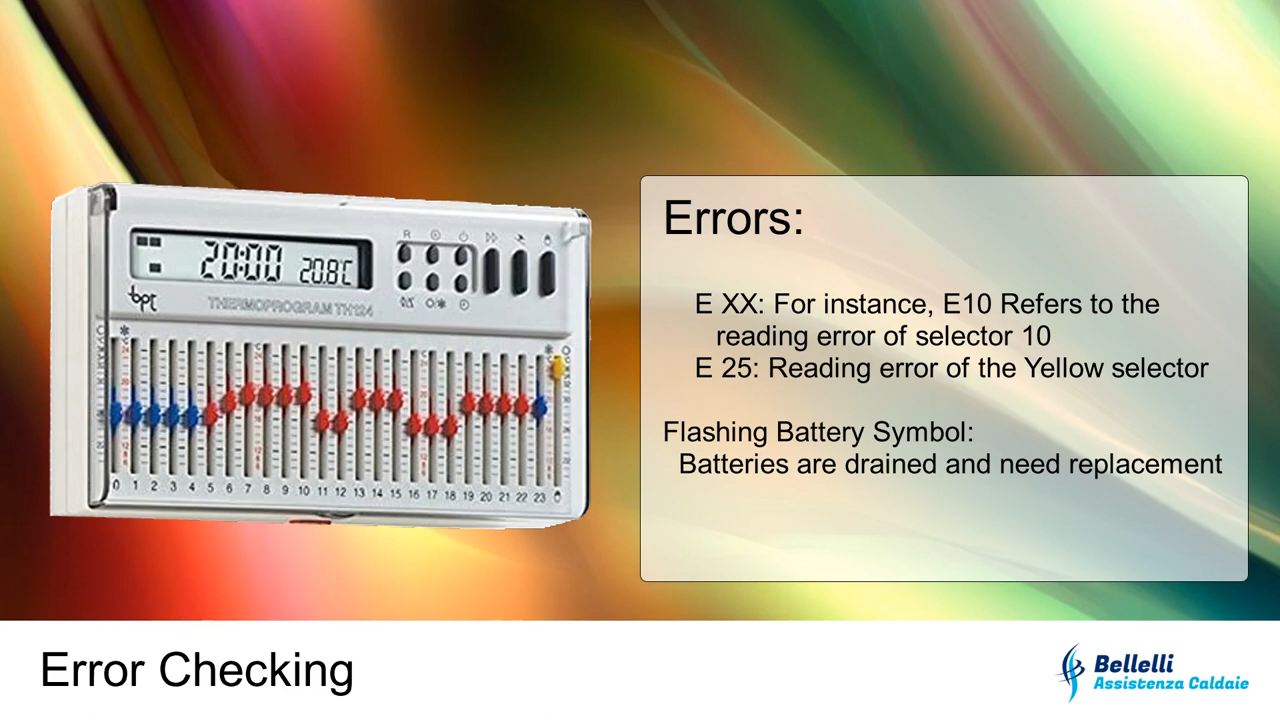 Errors:
E XX: For instance, E10 Refers to the
reading error of selector 10
E 25: Reading error of the Yellow selector
Flashing Battery Symbol:
Batteries are drained and need replacement
R
20:00 20.8°C
bpt
THERMOPROGRAM TH124
0 1 2 3 4 5 6 7 8 9 10 11 12 13 14 15 16 17 18 19 20 21 22 23
Error Checking
Bellelli
Assistenza Caldaie